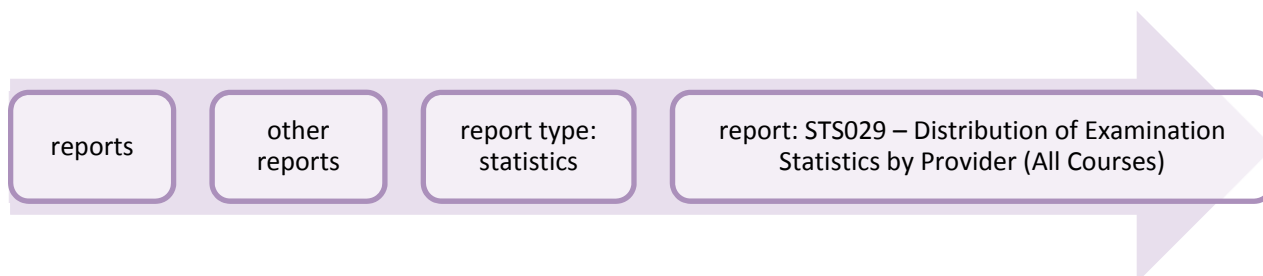 reports
other
reports
report type:
statistics
report: STS029 – Distribution of Examination
Statistics by Provider (All Courses)